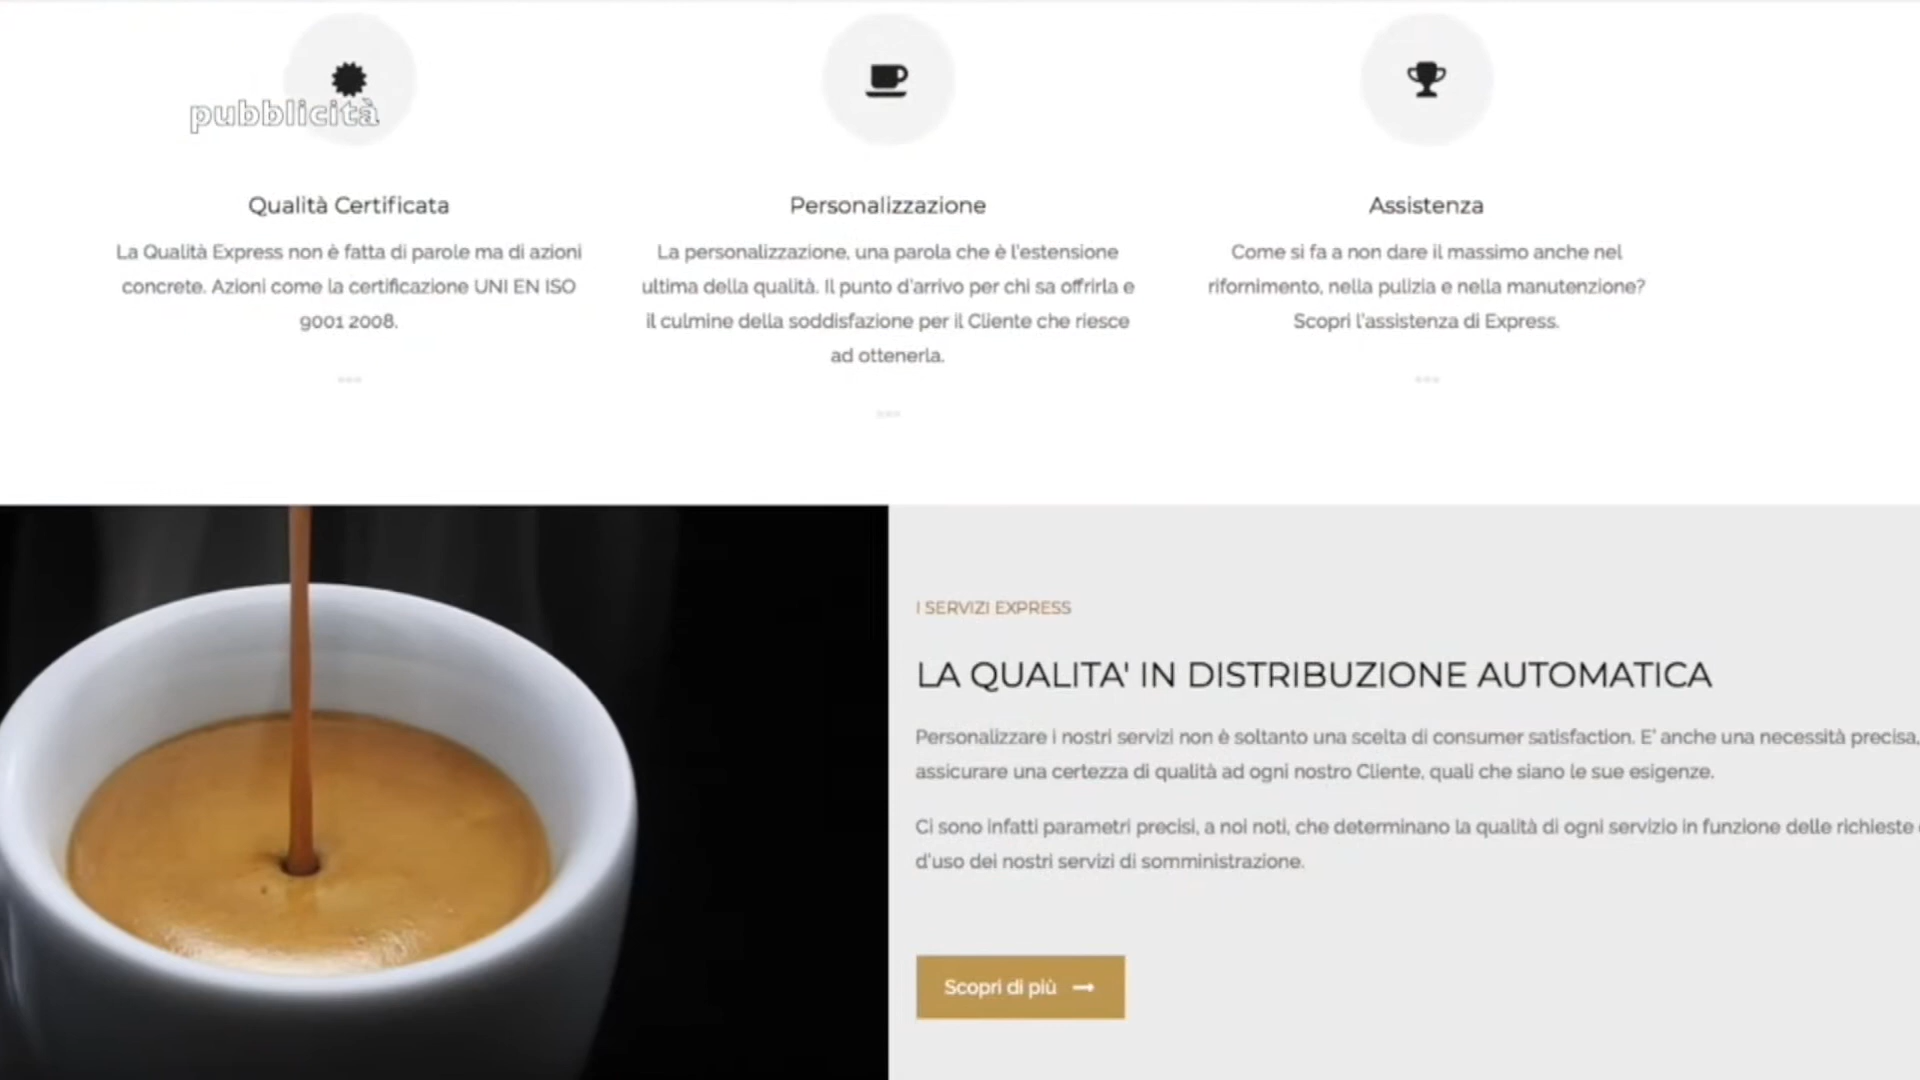 pubblicità
Qualità Certificata
La Qualità Express non è fatta di parole ma di azioni
concrete. Azioni come la certificazione UNI EN ISO
9001 2008.
Personalizzazione
La personalizzazione, una parola che è l'estensione
ultima della qualità. Il punto d'arrivo per chi sa offrirla e
il culmine della soddisfazione per il Cliente che riesce
ad ottenerla.
Assistenza
Come si fa a non dare il massimo anche nel
rifornimento, nella pulizia e nella manutenzione?
Scopri l'assistenza di Express.
I SERVIZI EXPRESS
LA QUALITA' IN DISTRIBUZIONE AUTOMATICA
Personalizzare i nostri servizi non è soltanto una scelta di consumer satisfaction. E' anche una necessità precisa,
assicurare una certezza di qualità ad ogni nostro Cliente, quali che siano le sue esigenze.
Ci sono infatti parametri precisi, a noi noti, che determinano la qualità di ogni servizio in funzione delle richieste
d'uso dei nostri servizi di somministrazione.
Scopri di più